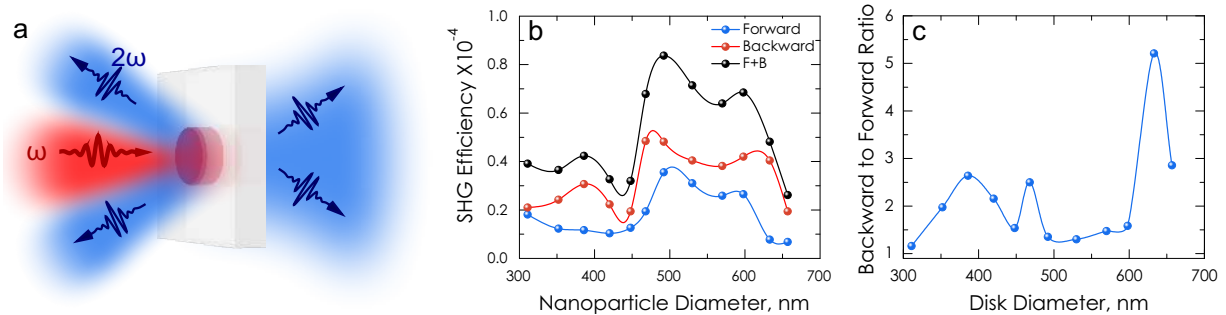 a
2ω
ω
b
SHG Efficiency X10⁻⁴
1.0
0.8
0.6
0.4
0.2
0.0
Forward
Backward
F+B
300 400 500 600 700
Nanoparticle Diameter, nm
c
Backward to Forward Ratio
6
5
4
3
2
1
300 400 500 600 700
Disk Diameter, nm